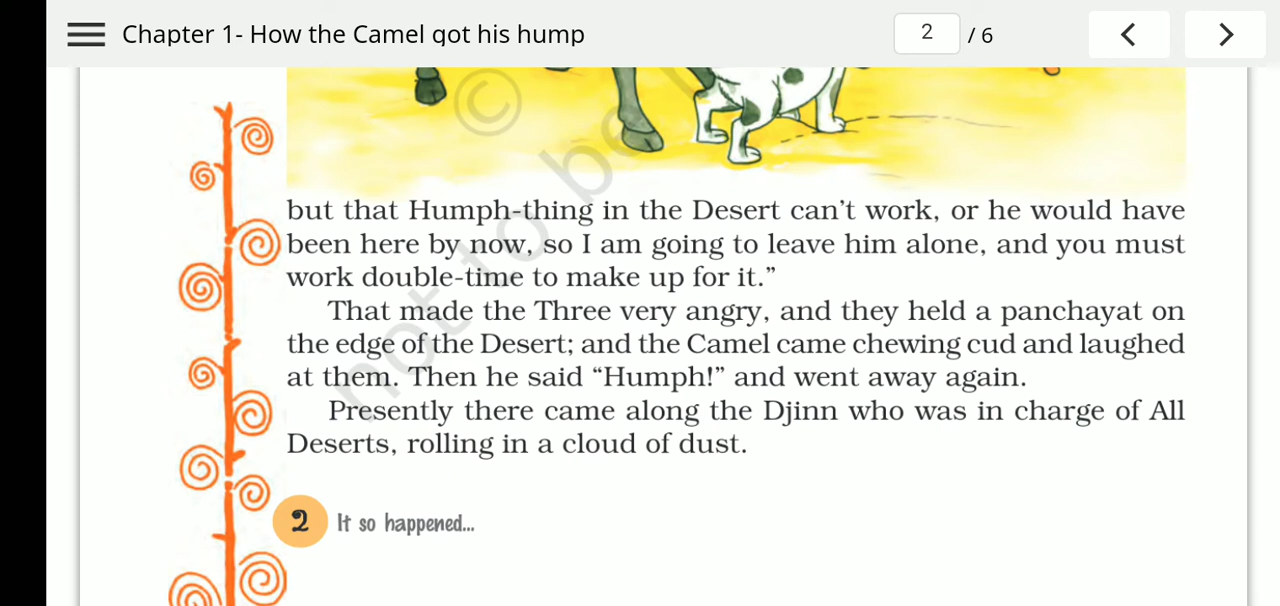 Chapter 1- How the Camel got his hump
2 / 6
but that Humph-thing in the Desert can’t work, or he would have
been here by now, so I am going to leave him alone, and you must
work double-time to make up for it.”
That made the Three very angry, and they held a panchayat on
the edge of the Desert; and the Camel came chewing cud and laughed
at them. Then he said “Humph!” and went away again.
Presently there came along the Djinn who was in charge of All
Deserts, rolling in a cloud of dust.
2 It so happened...
©
not to be